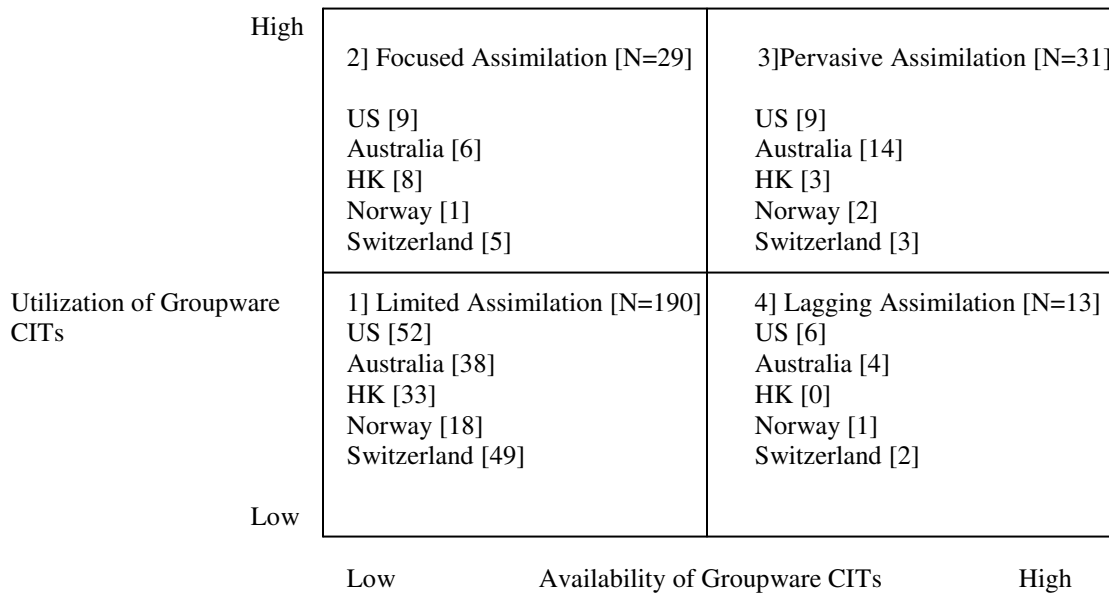 High
2] Focused Assimilation [N=29]
US [9]
Australia [6]
HK [8]
Norway [1]
Switzerland [5]
3]Pervasive Assimilation [N=31]
US [9]
Australia [14]
HK [3]
Norway [2]
Switzerland [3]
Utilization of Groupware
CITs
1] Limited Assimilation [N=190]
US [52]
Australia [38]
HK [33]
Norway [18]
Switzerland [49]
4] Lagging Assimilation [N=13]
US [6]
Australia [4]
HK [0]
Norway [1]
Switzerland [2]
Low
Low Availability of Groupware CITs High